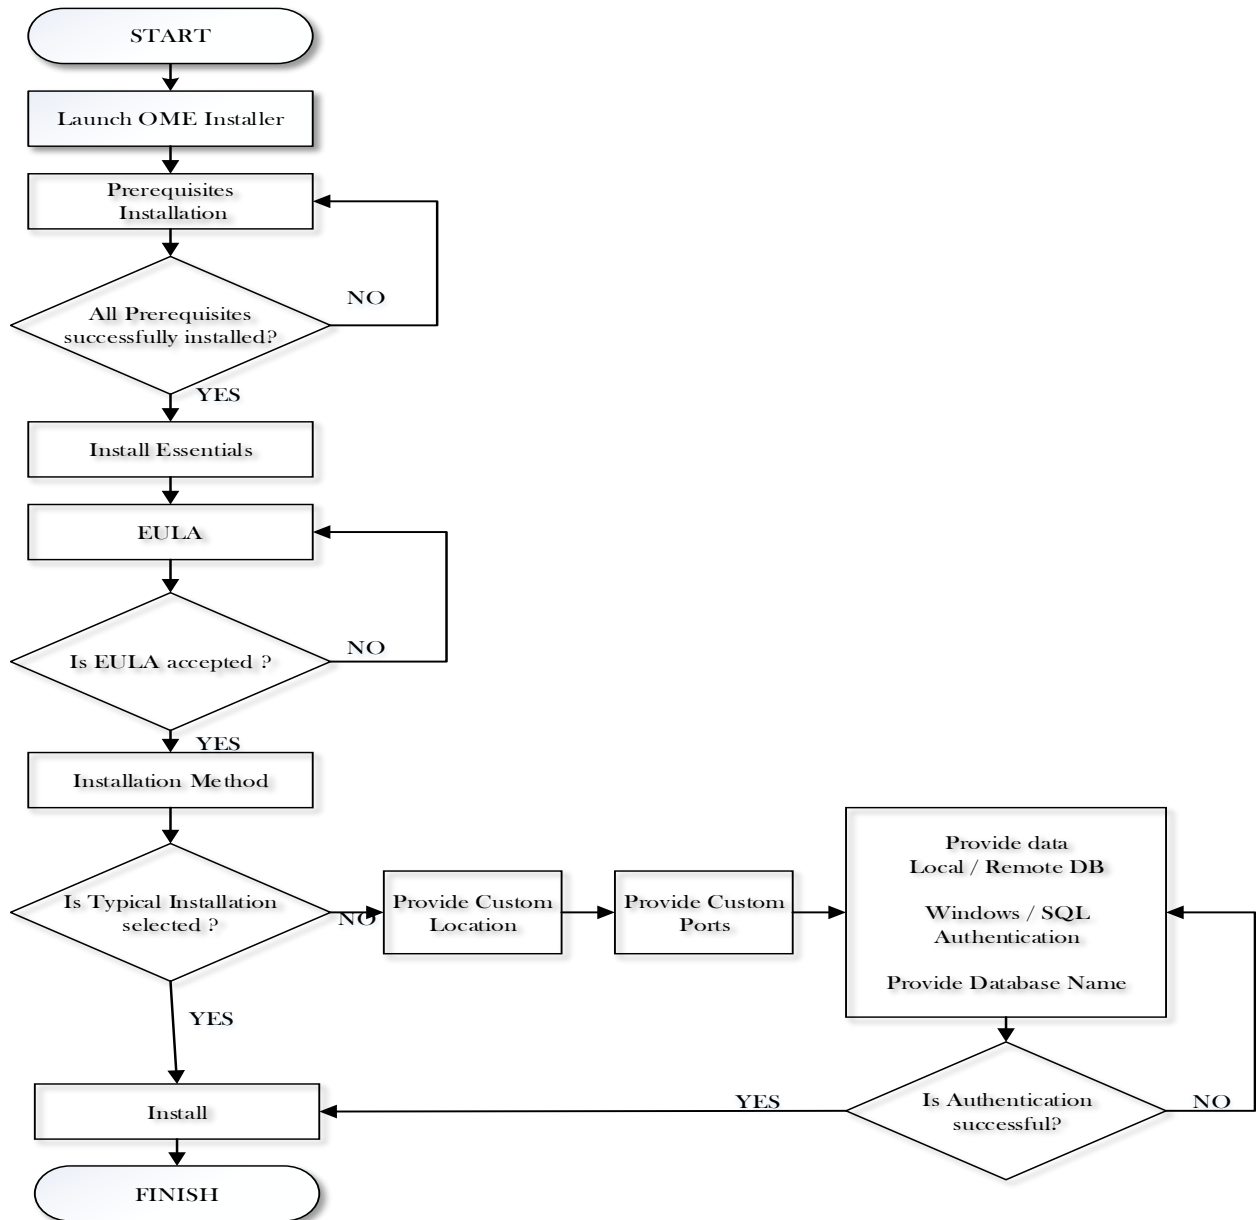 START
Launch OME Installer
Prerequisites
Installation
NO
All Prerequisites
successfully installed?
YES
Install Essentials
EULA
NO
Is EULA accepted ?
YES
Installation Method
Is Typical Installation
selected ?
NO
Provide Custom
Location
Provide Custom
Ports
Provide data
Local / Remote DB
Windows / SQL
Authentication
Provide Database Name
YES
Install
YES
Is Authentication
successful?
NO
FINISH